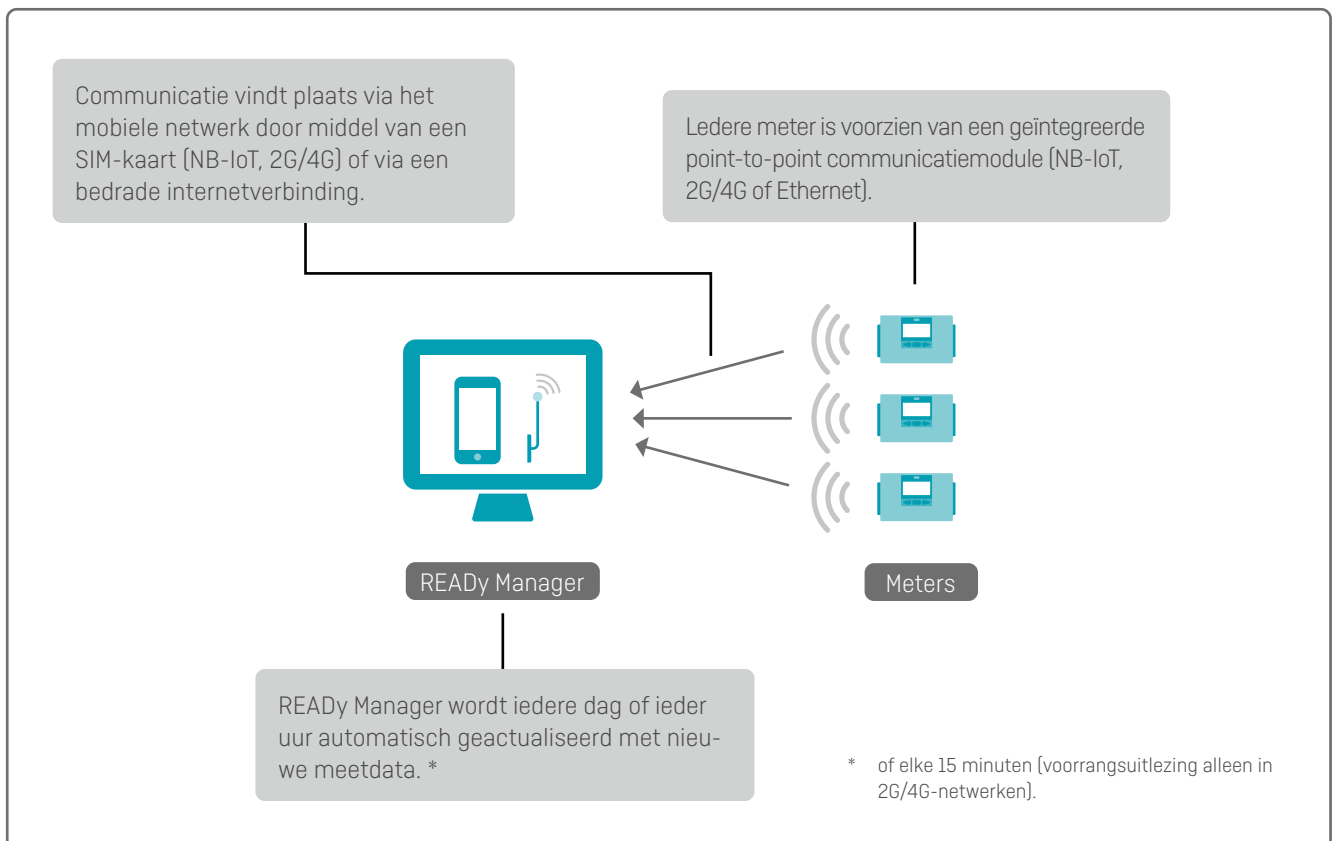 Communicatie vindt plaats via het
mobiele netwerk door middel van een
SIM-kaart (NB-IoT, 2G/4G) of via een
bedrade internetverbinding.
Ledere meter is voorzien van een geïntegreerde
point-to-point communicatiemodule (NB-IoT,
2G/4G of Ethernet).
READy Manager
Meters
READy Manager wordt iedere dag of ieder
uur automatisch geactualiseerd met nieu-
we meetdata. *
* of elke 15 minuten (voorrangsuitlezing alleen in
2G/4G-netwerken).